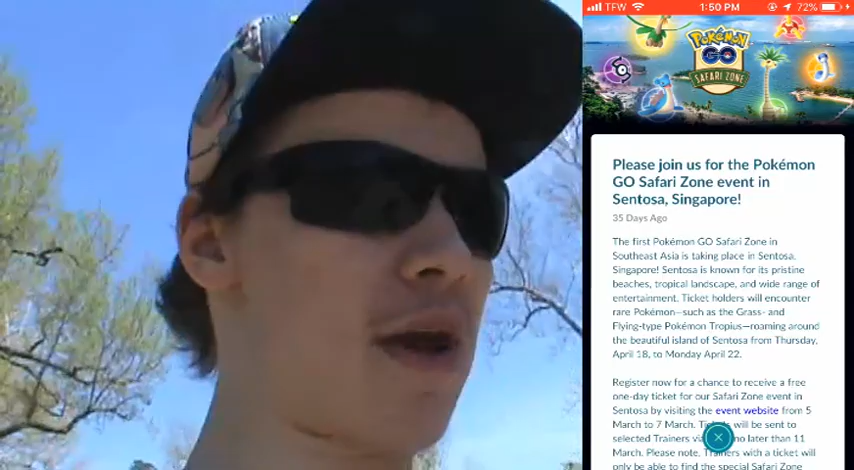 TFW 1:50 PM 72%
Pokémon
GO
SAFARI ZONE
Please join us for the Pokémon
GO Safari Zone event in
Sentosa, Singapore!
35 Days Ago
The first Pokémon GO Safari Zone in
Southeast Asia is taking place in Sentosa,
Singapore! Sentosa is known for its pristine
beaches, tropical landscape, and wide range of
entertainment. Ticket holders will encounter
rare Pokémon—such as the Grass- and
Flying-type Pokémon Tropius—roaming around
the beautiful island of Sentosa from Thursday,
April 18, to Monday April 22.
Register now for a chance to receive a free
one-day ticket for our Safari Zone event in
Sentosa by visiting the event website from 5
March to 7 March. will be sent to
selected Trainers no later than 11
March. Please note, Trainers with a ticket will
only be able to find the special Safari Zone